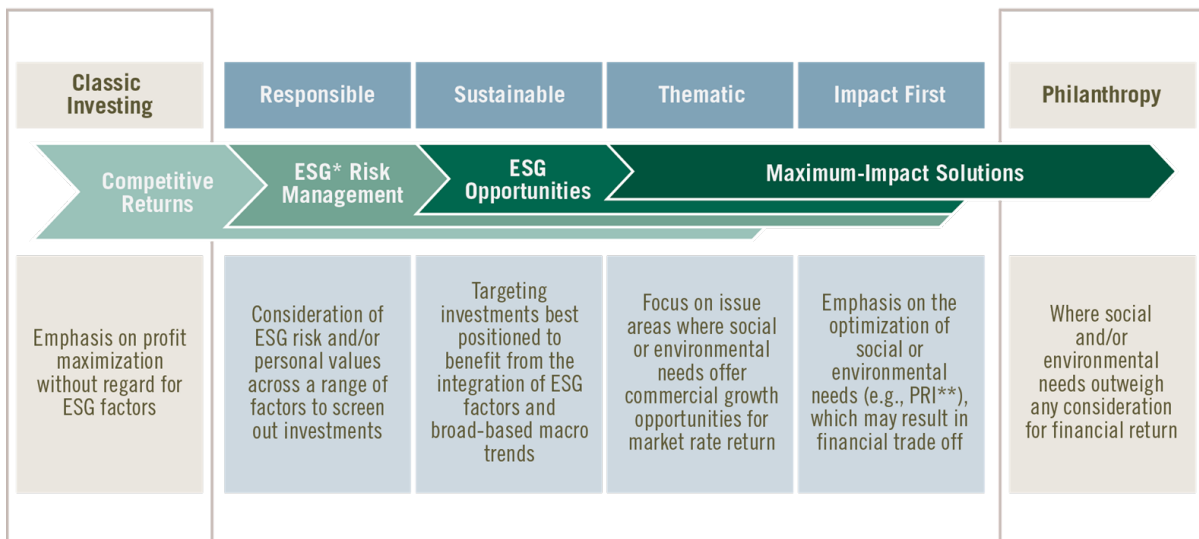 Classic
Investing
Responsible
Sustainable
Thematic
Impact First
Philanthropy
Competitive
Returns
ESG* Risk
Management
ESG
Opportunities
Maximum-Impact Solutions
Emphasis on profit
maximization
without regard for
ESG factors
Consideration of
ESG risk and/or
personal values
across a range of
factors to screen
out investments
Targeting
investments best
positioned to
benefit from the
integration of ESG
factors and
broad-based macro
trends
Focus on issue
areas where social
or environmental
needs offer
commercial growth
opportunities for
market rate return
Emphasis on the
optimization of
social or
environmental
needs (e.g., PRI**),
which may result in
financial trade off
Where social
and/or
environmental
needs outweigh
any consideration
for financial return